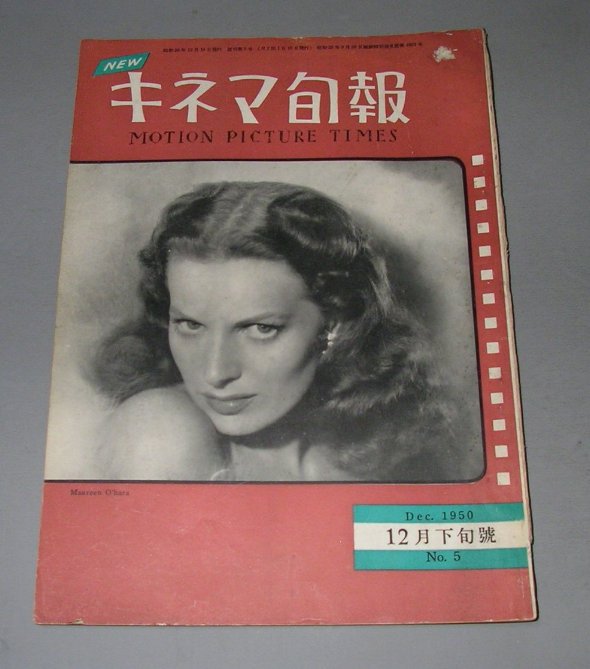 NEW
キネマ旬報
MOTION PICTURE TIMES
Maureen O'hara
Dec. 1950
12月下旬號
No. 5